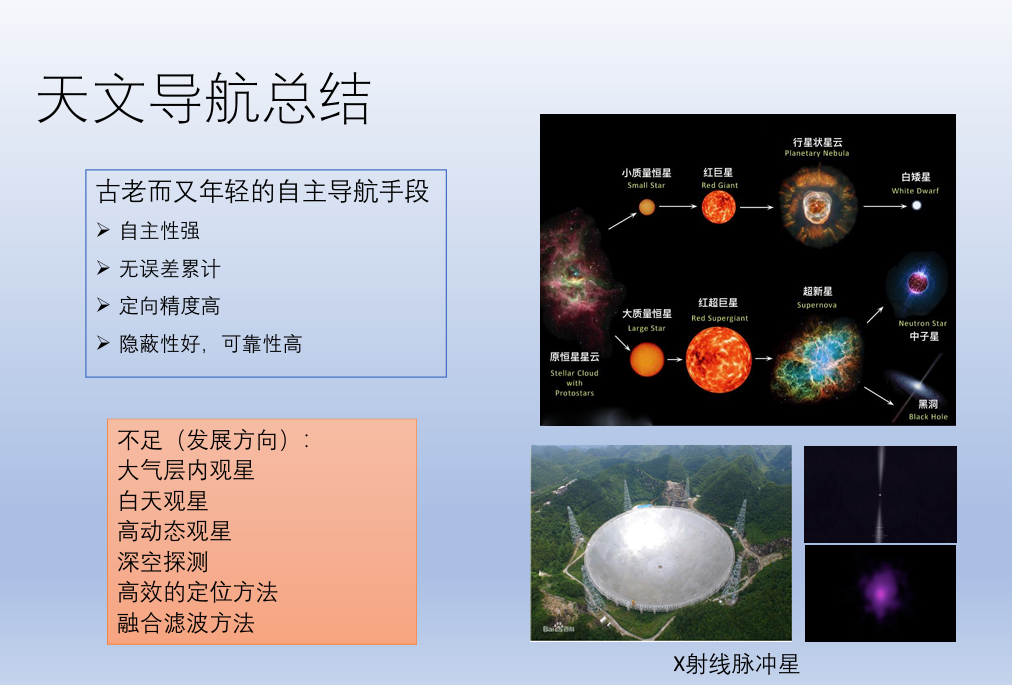 天文导航总结
古老而又年轻的自主导航手段
➢ 自主性强
➢ 无误差累计
➢ 定向精度高
➢ 隐蔽性好，可靠性高
不足（发展方向）:
大气层内观星
白天观星
高动态观星
深空探测
高效的定位方法
融合滤波方法
行星状星云
Planetary Nebula
小质量恒星
Small Star
红巨星
Red Giant
白矮星
White Dwarf
大质量恒星
Large Star
红超巨星
Red Supergiant
超新星
Supernova
Neutron Star
中子星
原恒星星云
Stellar Cloud
with
Protostars
黑洞
Black Hole
Baidu百科
X射线脉冲星